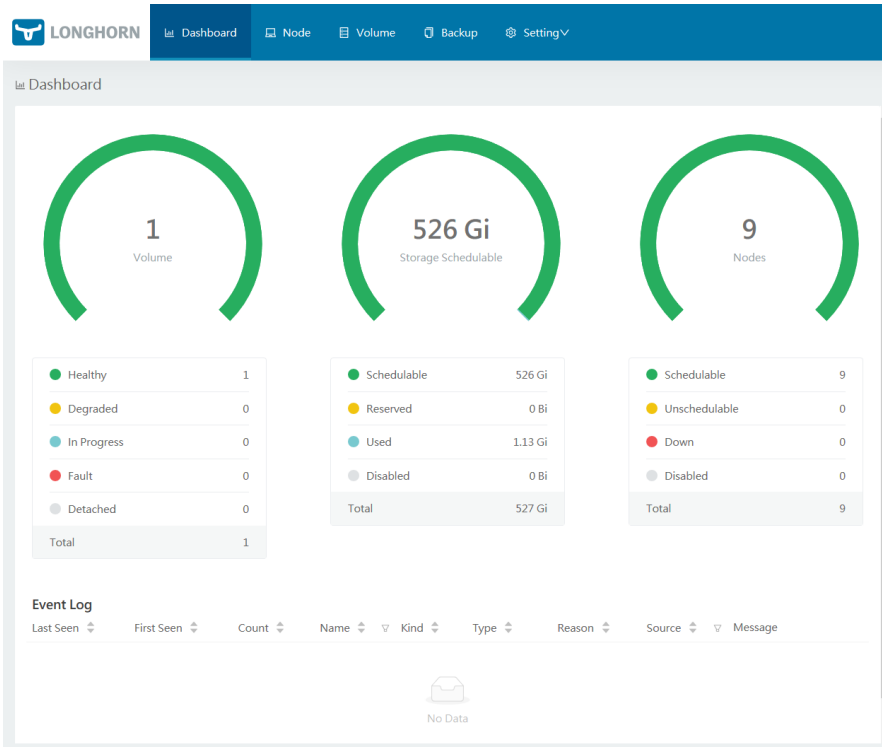 LONGHORN Dashboard Node Volume Backup Setting
Dashboard
1
Volume
526 Gi
Storage Schedulable
9
Nodes
Healthy 1
Degraded 0
In Progress 0
Fault 0
Detached 0
Total 1
Schedulable 526 Gi
Reserved 0 Bi
Used 1.13 Gi
Disabled 0 Bi
Total 527 Gi
Schedulable 9
Unschedulable 0
Down 0
Disabled 0
Total 9
Event Log
Last Seen First Seen Count Name Kind Type Reason Source Message
No Data